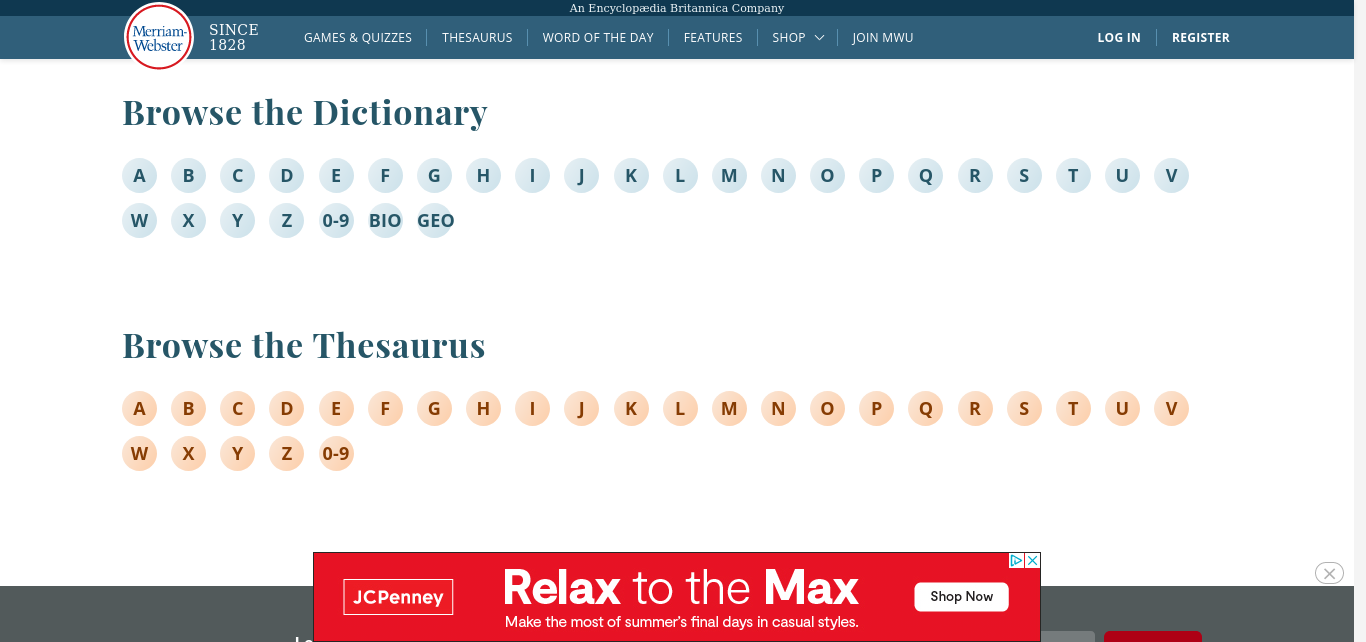 An Encyclopædia Britannica Company
Merriam-
Webster
SINCE
1828
GAMES & QUIZZES THESAURUS WORD OF THE DAY FEATURES SHOP JOIN MWU LOG IN REGISTER
Browse the Dictionary
A B C D E F G H I J K L M N O P Q R S T U V
W X Y Z 0-9 BIO GEO
Browse the Thesaurus
A B C D E F G H I J K L M N O P Q R S T U V
W X Y Z 0-9
JCPenney
Relax to the Max
Make the most of summer's final days in casual styles.
Shop Now